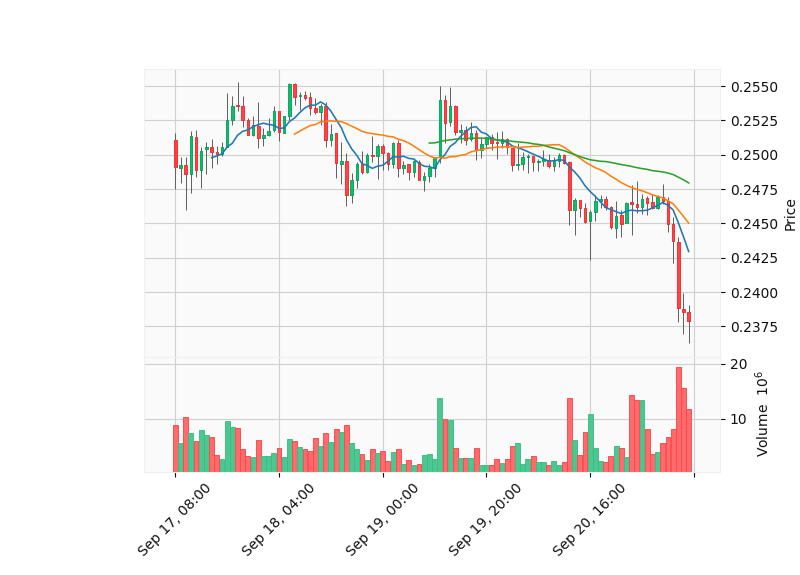 0.2550
0.2525
0.2500
0.2475
0.2450
0.2425
0.2400
0.2375
Price
20
10
Volume 10^6
Sep 17, 08:00
Sep 18, 04:00
Sep 19, 00:00
Sep 19, 20:00
Sep 20, 16:00